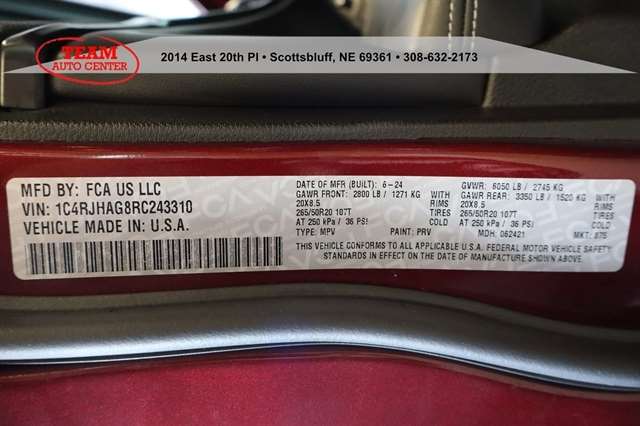 TEAM
AUTO CENTER
2014 East 20th Pl • Scottsbluff, NE 69361 • 308-632-2173
MFD BY: FCA US LLC
VIN: 1C4RJHAG8RC243310
VEHICLE MADE IN: U.S.A.
DATE OF MFR (BUILT): 6-24
GAWR FRONT: 2800 LB / 1271 KG
20X8.5 RIMS
265/50R20 107T
AT 250 kPa / 36 PSI COLD
TYPE: MPV PAINT: PRV
GVWR: 6050 LB / 2745 KG
GAWR REAR: 3350 LB / 1520 KG
20X8.5 RIMS
265/50R20 107T
AT 250 kPa / 36 PSI COLD
MDH: 062421 MKT: 875
THIS VEHICLE CONFORMS TO ALL APPLICABLE U.S.A. FEDERAL MOTOR VEHICLE SAFETY
STANDARDS IN EFFECT ON THE DATE OF MANUFACTURE SHOWN ABOVE.